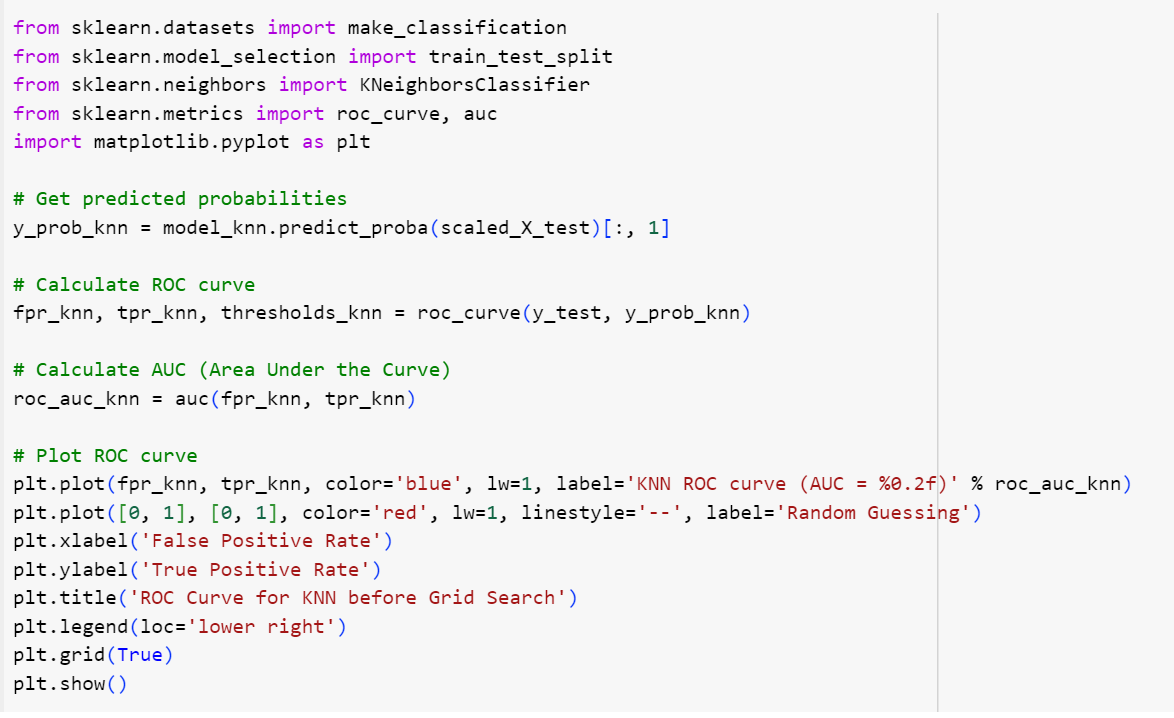 from sklearn.datasets import make_classification
from sklearn.model_selection import train_test_split
from sklearn.neighbors import KNeighborsClassifier
from sklearn.metrics import roc_curve, auc
import matplotlib.pyplot as plt
# Get predicted probabilities
y_prob_knn = model_knn.predict_proba(scaled_X_test)[:, 1]
# Calculate ROC curve
fpr_knn, tpr_knn, thresholds_knn = roc_curve(y_test, y_prob_knn)
# Calculate AUC (Area Under the Curve)
roc_auc_knn = auc(fpr_knn, tpr_knn)
# Plot ROC curve
plt.plot(fpr_knn, tpr_knn, color='blue', lw=1, label='KNN ROC curve (AUC = %0.2f)' % roc_auc_knn)
plt.plot([0, 1], [0, 1], color='red', lw=1, linestyle='--', label='Random Guessing')
plt.xlabel('False Positive Rate')
plt.ylabel('True Positive Rate')
plt.title('ROC Curve for KNN before Grid Search')
plt.legend(loc='lower right')
plt.grid(True)
plt.show()